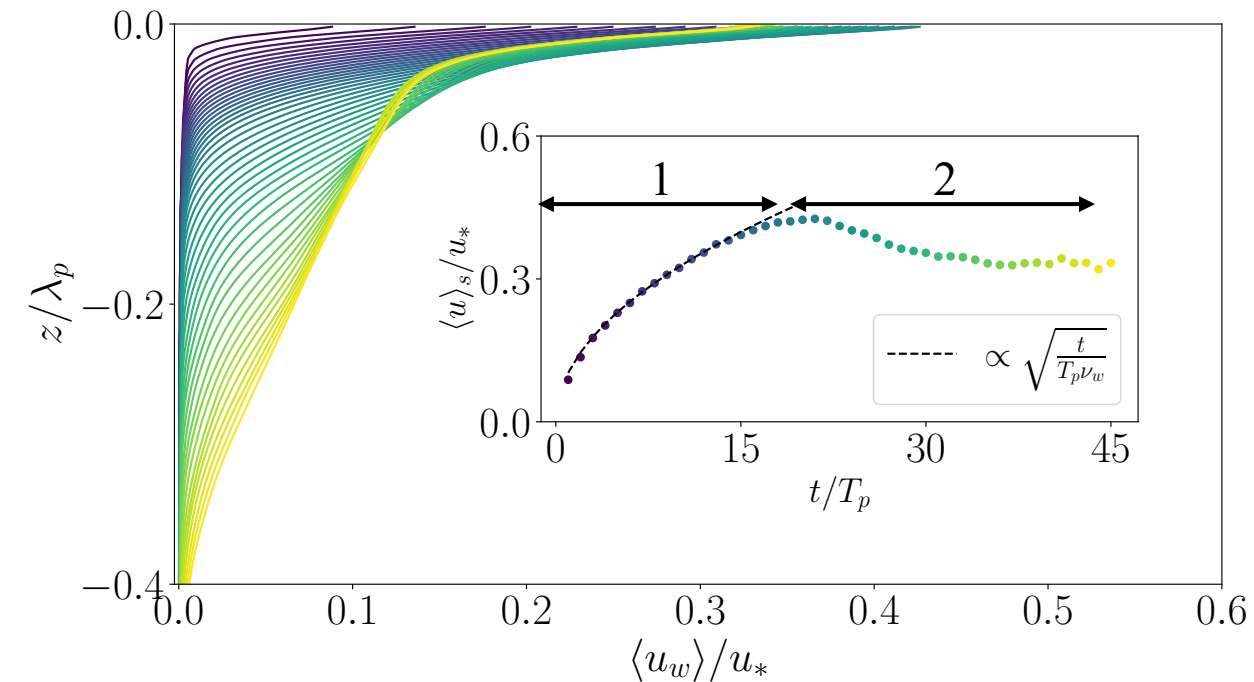 0.0
−0.2
−0.4
z/λ_p
0.0 0.1 0.2 0.3 0.4 0.5 0.6
⟨u_w⟩/u_*
0.6
0.3
0.0
⟨u⟩_s/u_*
1 2
∝ √(t/(T_p ν_w))
0 15 30 45
t/T_p